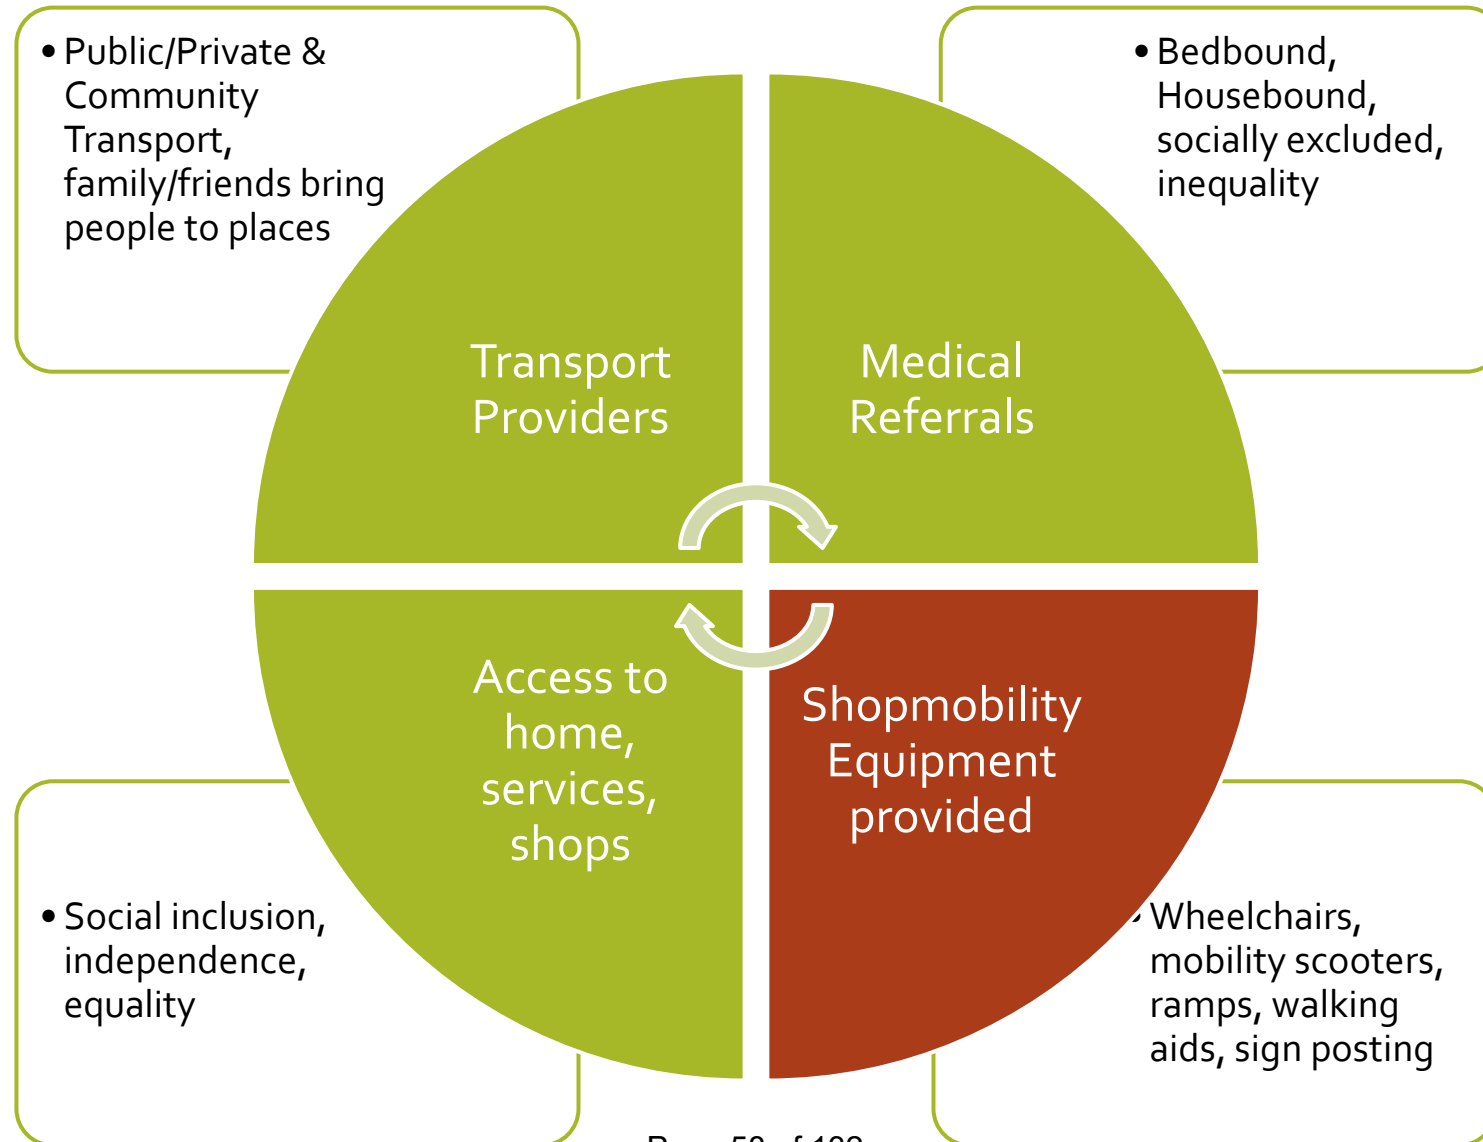 • Public/Private &
Community
Transport,
family/friends bring
people to places
• Bedbound,
Housebound,
socially excluded,
inequality
Transport
Providers
Medical
Referrals
Access to
home,
services,
shops
Shopmobility
Equipment
provided
• Social inclusion,
independence,
equality
• Wheelchairs,
mobility scooters,
ramps, walking
aids, sign posting